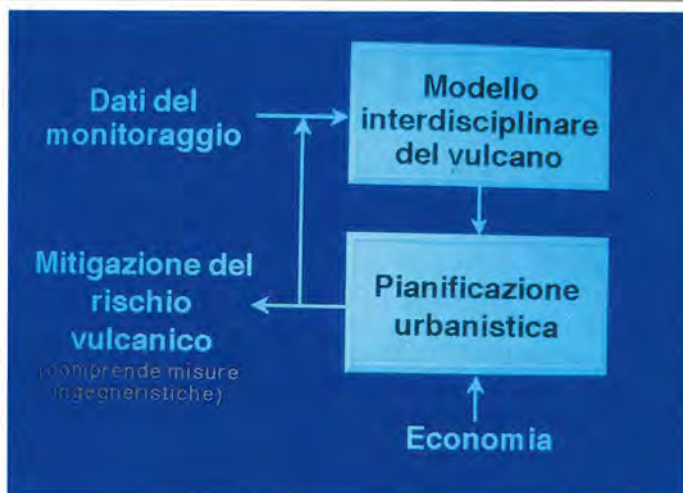 Dati del
monitoraggio
Modello
interdisciplinare
del vulcano
Mitigazione del
rischio
vulcanico
(comprende misure
ingegneristiche)
Pianificazione
urbanistica
Economia